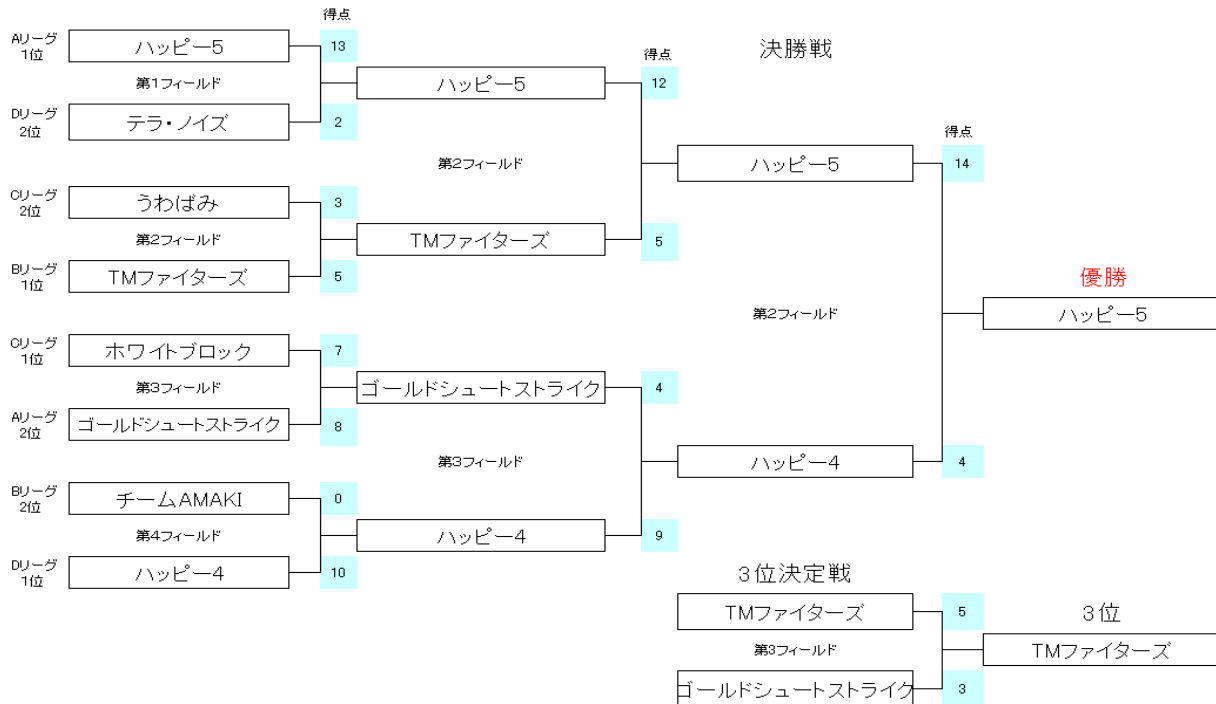 得点
Aリーグ
1位
ハッピー5
13
第1フィールド
ハッピー5
Dリーグ
2位
テラ・ノイズ
2
得点
12
決勝戦
第2フィールド
Cリーグ
2位
うわばみ
3
第2フィールド
TMファイターズ
5
Bリーグ
1位
TMファイターズ
5
ハッピー5
得点
14
第2フィールド
優勝
ハッピー5
Cリーグ
1位
ホワイトブロック
7
第3フィールド
ゴールドシュートストライク
4
Aリーグ
2位
ゴールドシュートストライク
8
第3フィールド
ハッピー4
4
Bリーグ
2位
チームAMAKI
0
第4フィールド
ハッピー4
9
Dリーグ
1位
ハッピー4
10
3位決定戦
TMファイターズ
5
第3フィールド
3位
TMファイターズ
ゴールドシュートストライク
3